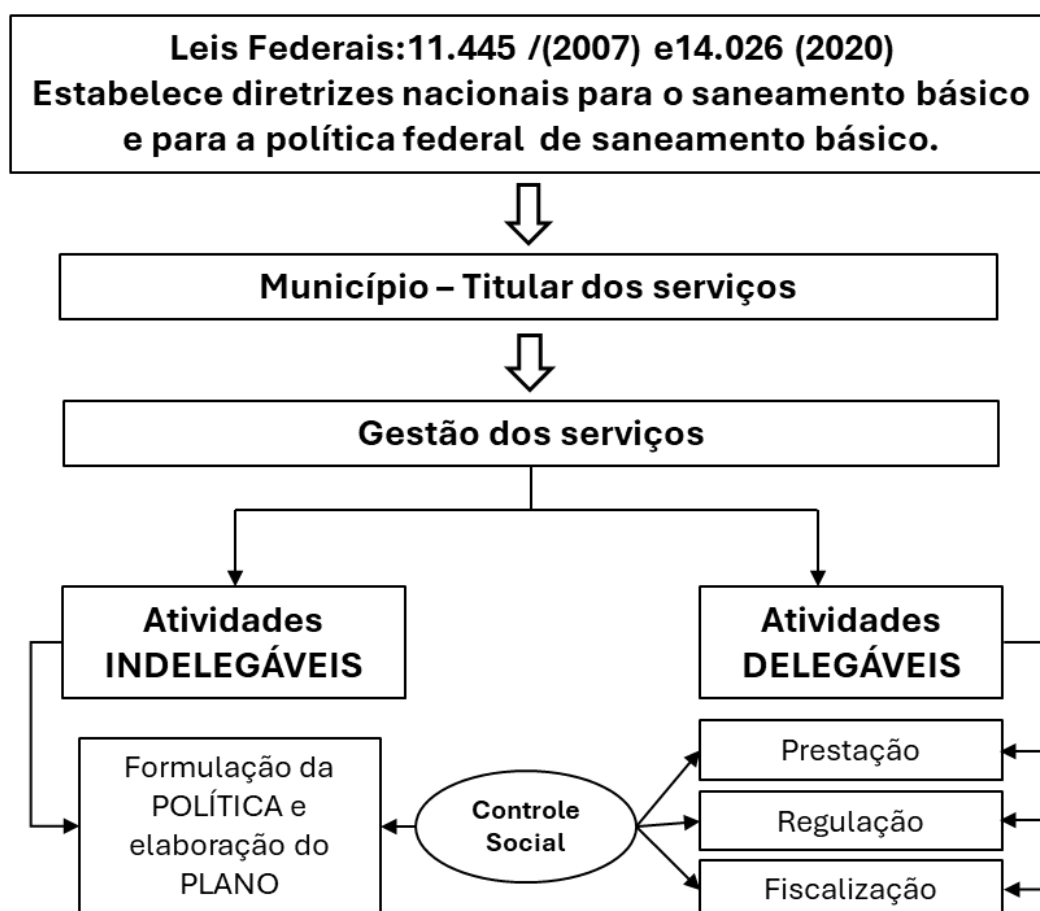 Leis Federais:11.445 /(2007) e14.026 (2020)
Estabelece diretrizes nacionais para o saneamento básico
e para a política federal de saneamento básico.
Município – Titular dos serviços
Gestão dos serviços
Atividades
INDELEGÁVEIS
Atividades
DELEGÁVEIS
Formulação da
POLÍTICA e
elaboração do
PLANO
Controle
Social
Prestação
Regulação
Fiscalização